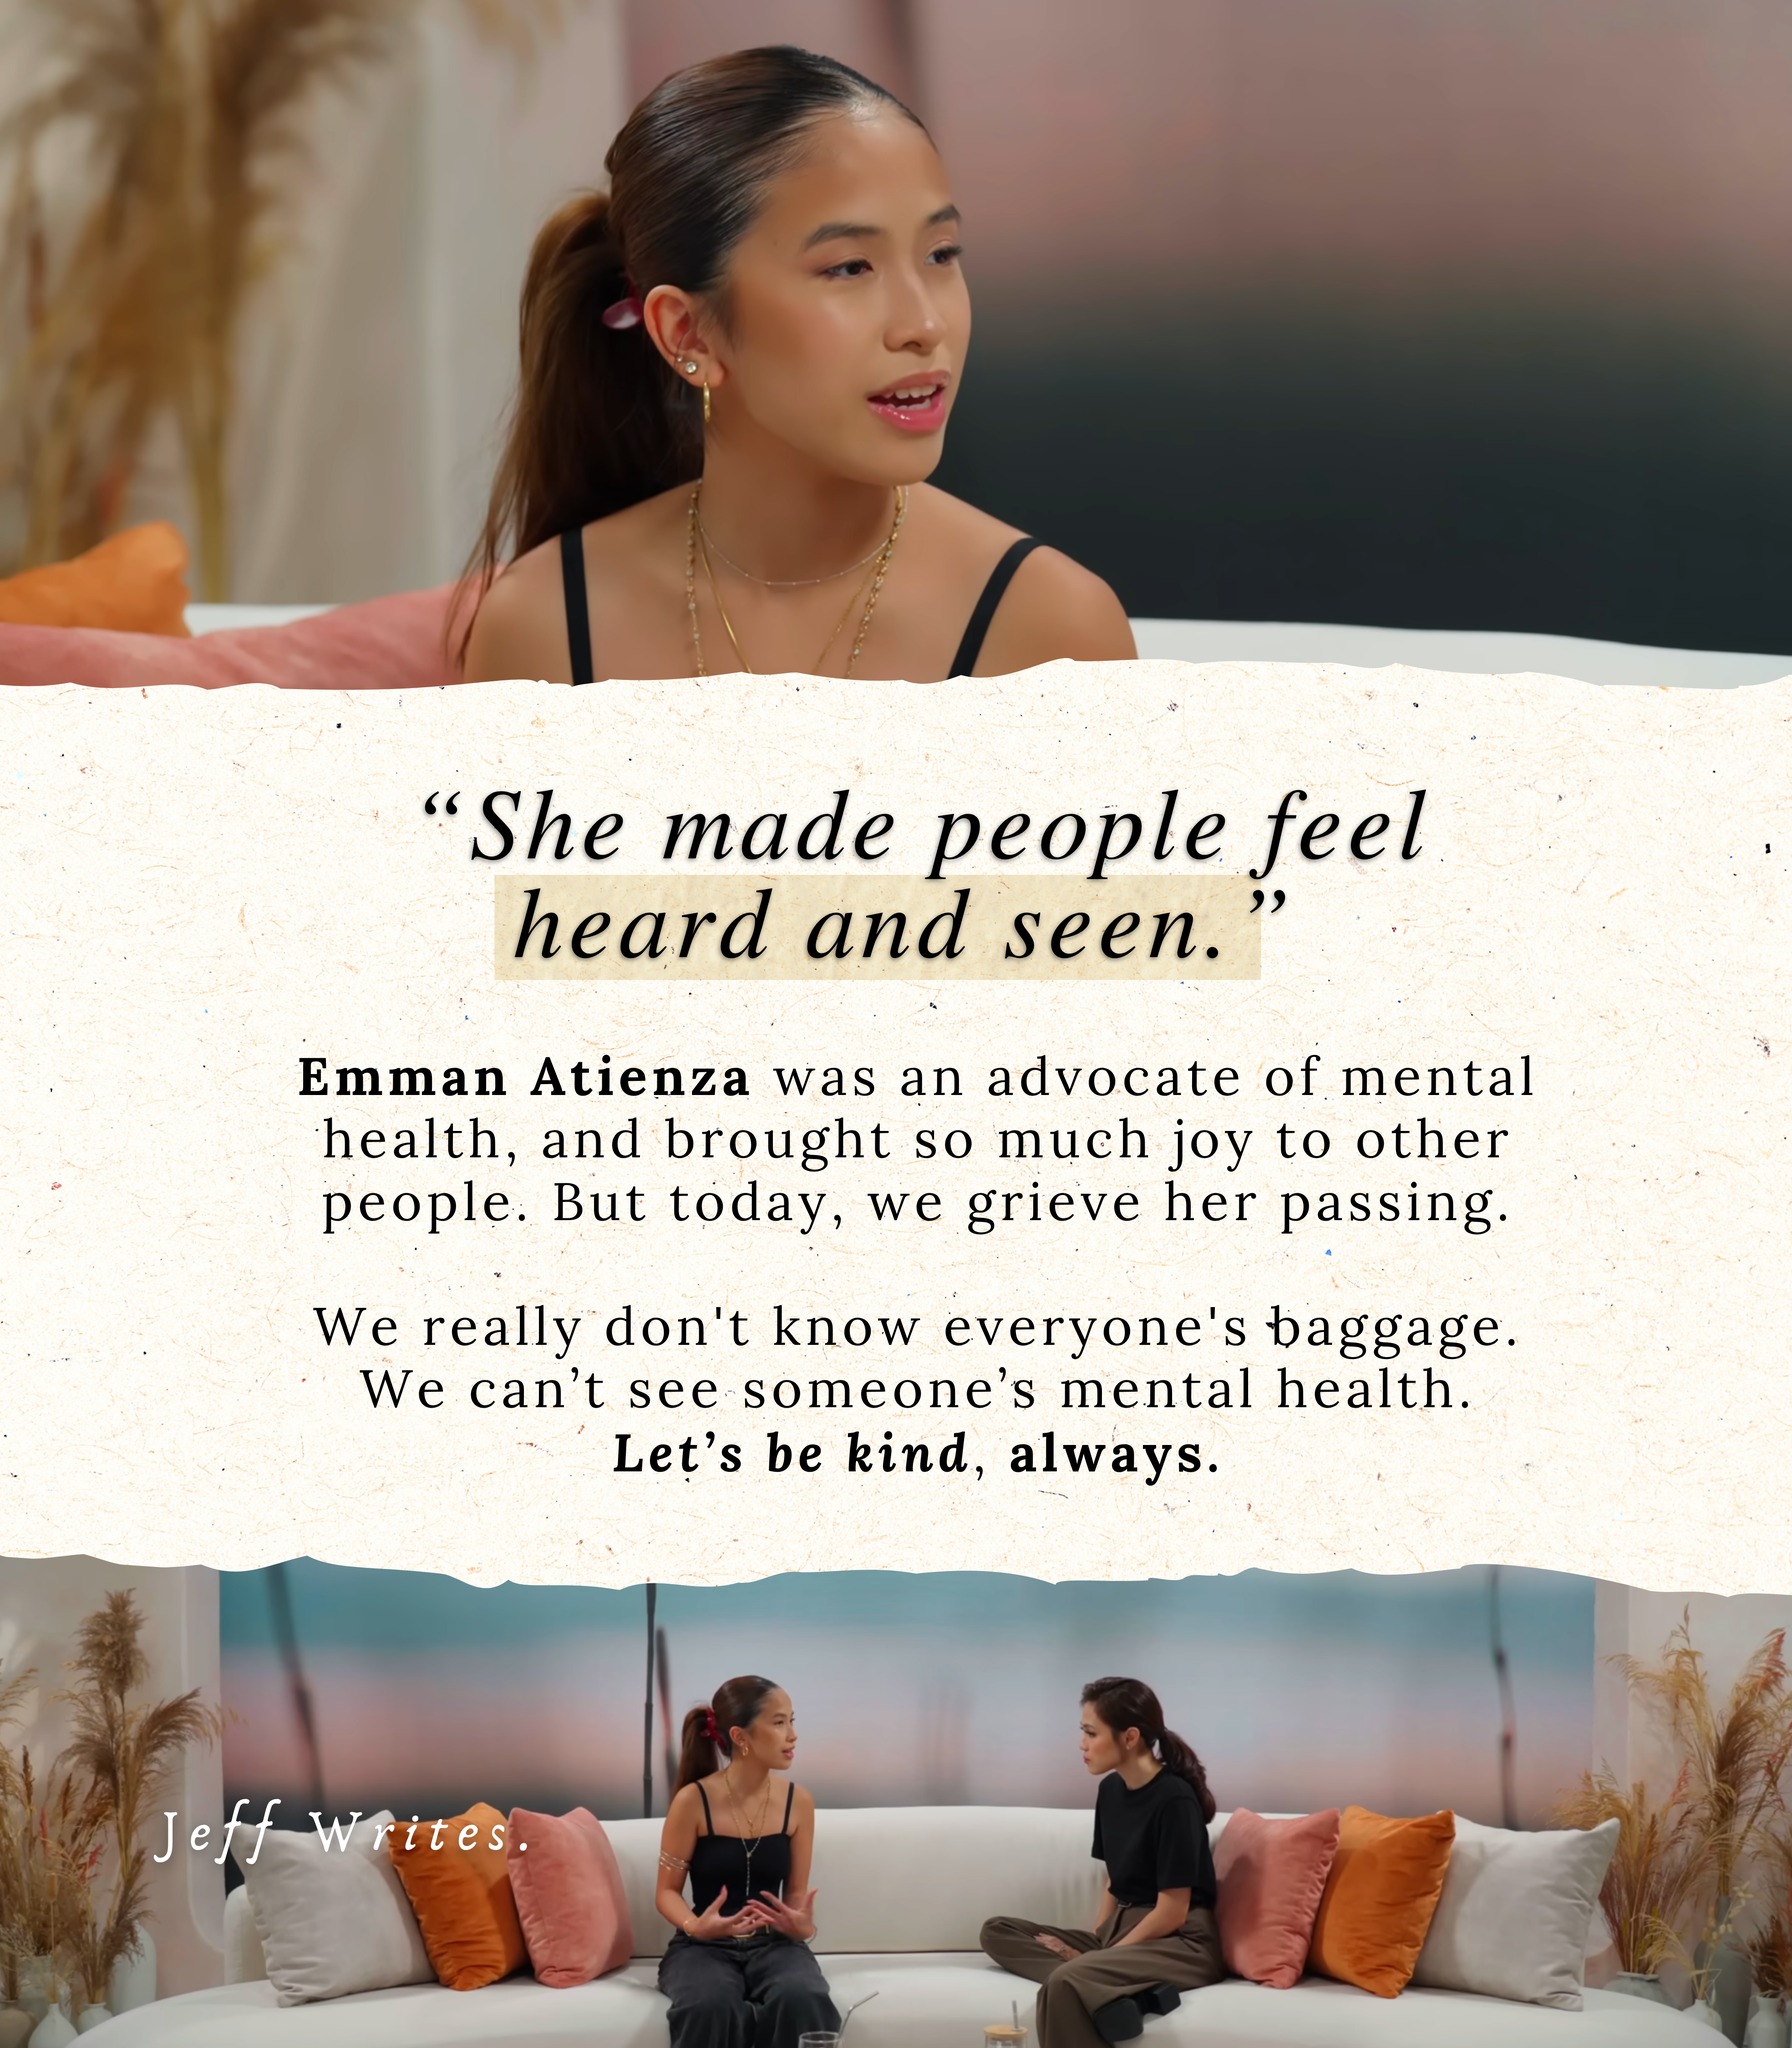 “She made people feel
heard and seen.”
Emman Atienza was an advocate of mental
health, and brought so much joy to other
people. But today, we grieve her passing.
We really don't know everyone's baggage.
We can’t see someone’s mental health.
Let’s be kind, always.
Jeff Writes.